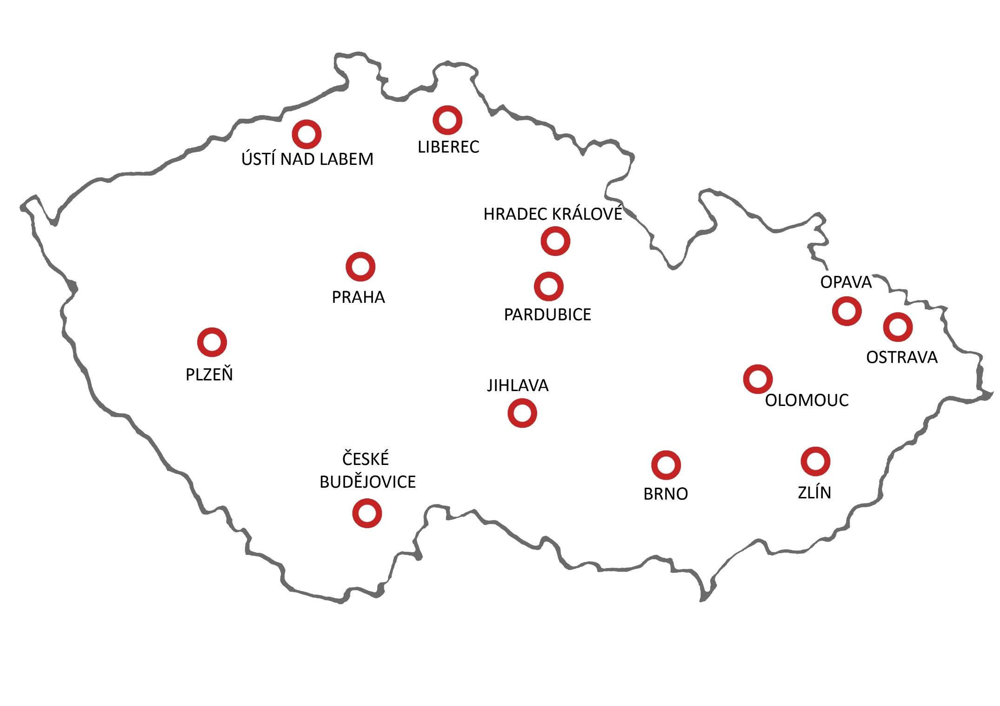 LIBEREC
ÚSTÍ NAD LABEM
HRADEC KRÁLOVÉ
OPAVA
PRAHA
PARDUBICE
OSTRAVA
PLZEŇ
JIHLAVA
OLOMOUC
ČESKÉ
BUDĚJOVICE
BRNO
ZLÍN